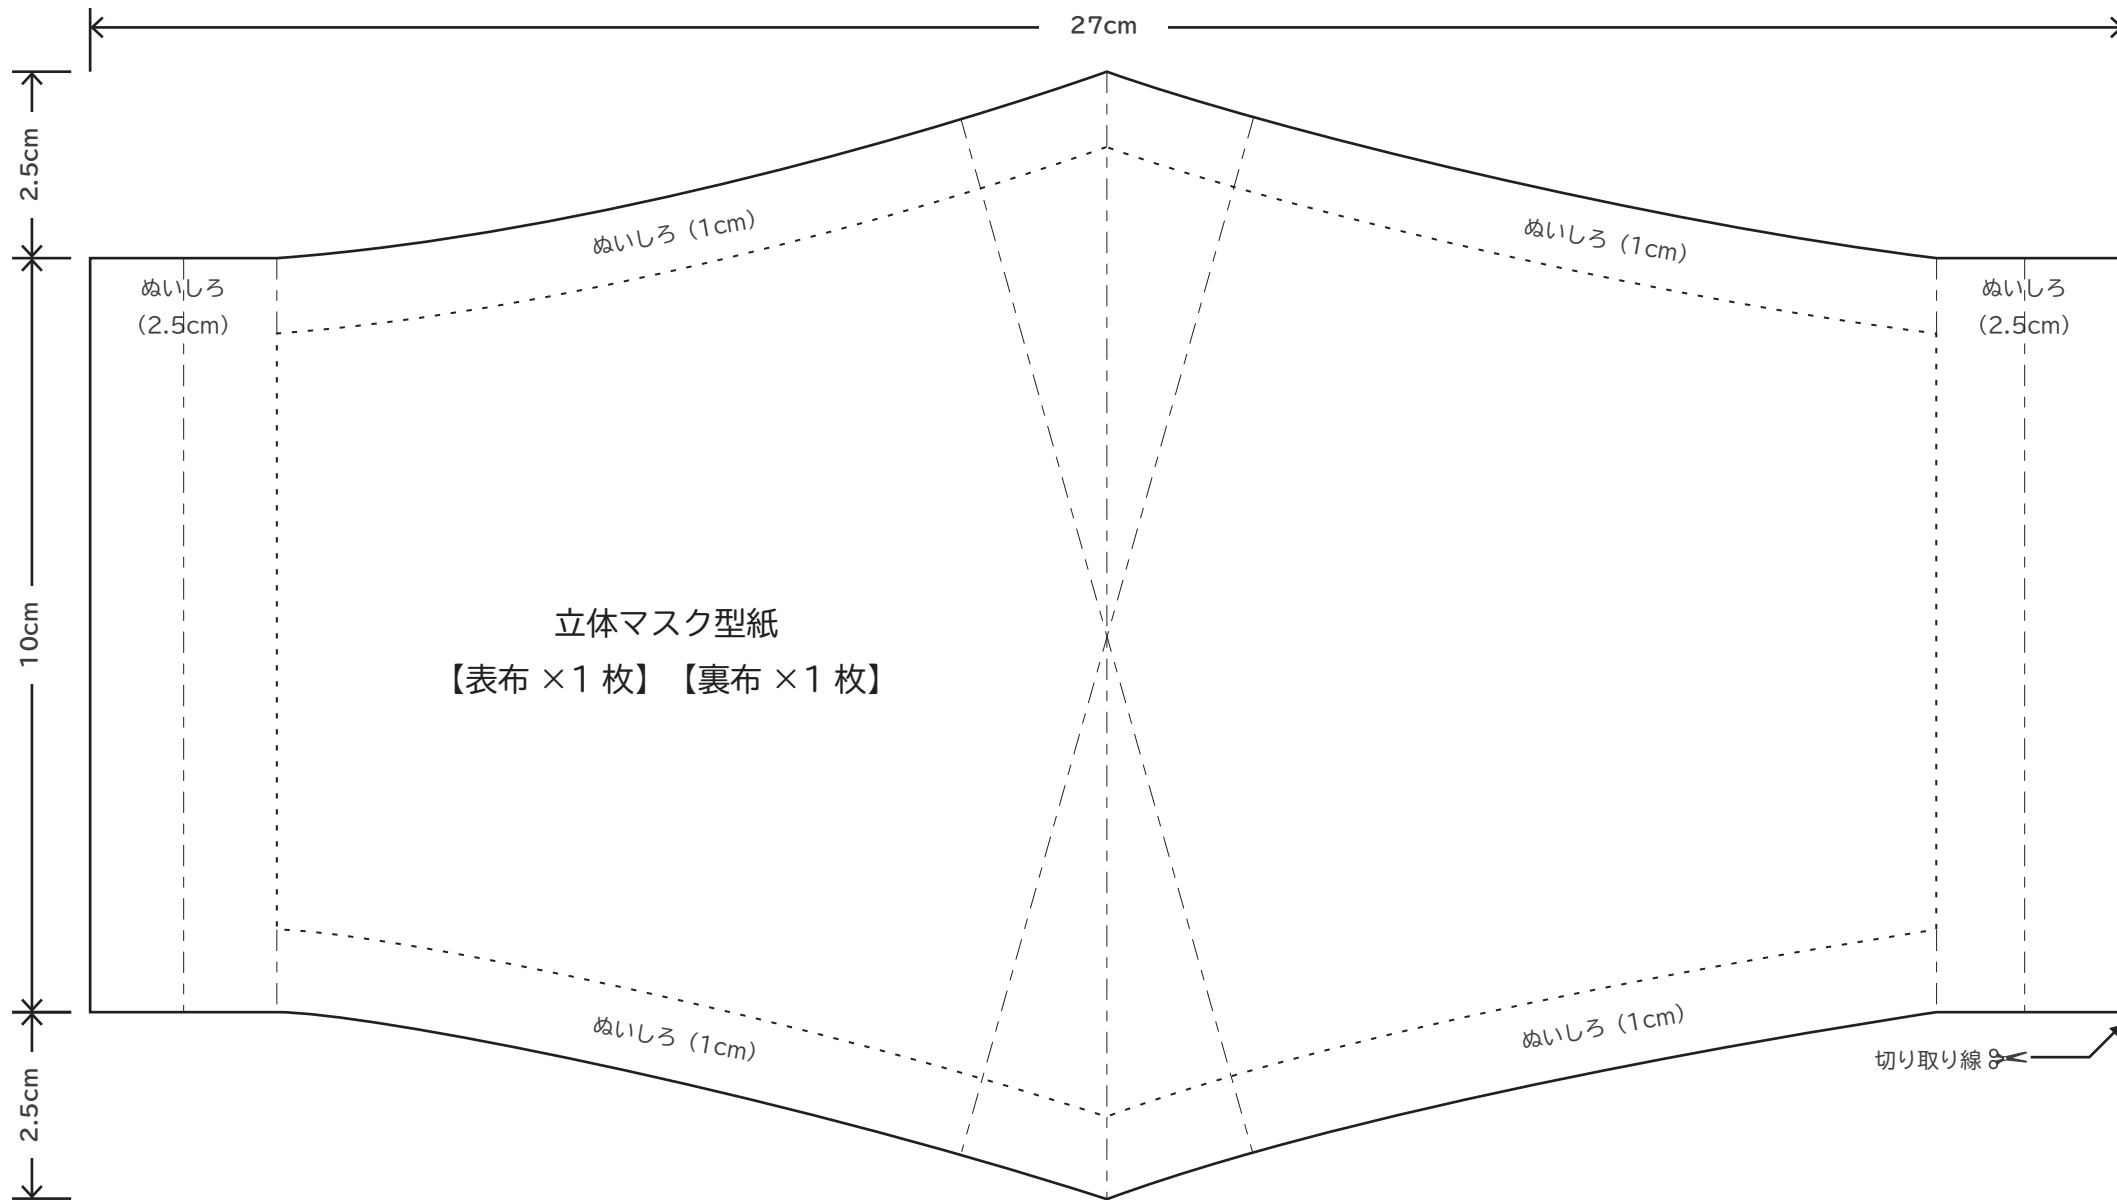 27cm
2.5cm
ぬいしろ（1cm）
ぬいしろ（1cm）
ぬいしろ
（2.5cm）
ぬいしろ
（2.5cm）
10cm
立体マスク型紙
【表布 ×1 枚】【裏布 ×1 枚】
ぬいしろ（1cm）
ぬいしろ（1cm）
切り取り線
2.5cm